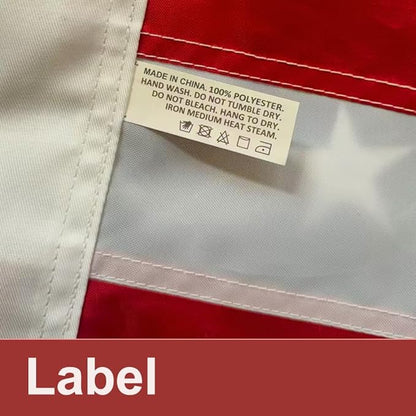 MADE IN CHINA. 100% POLYESTER.
HAND WASH. DO NOT TUMBLE DRY.
DO NOT BLEACH. HANG TO DRY.
IRON MEDIUM HEAT STEAM.
Label